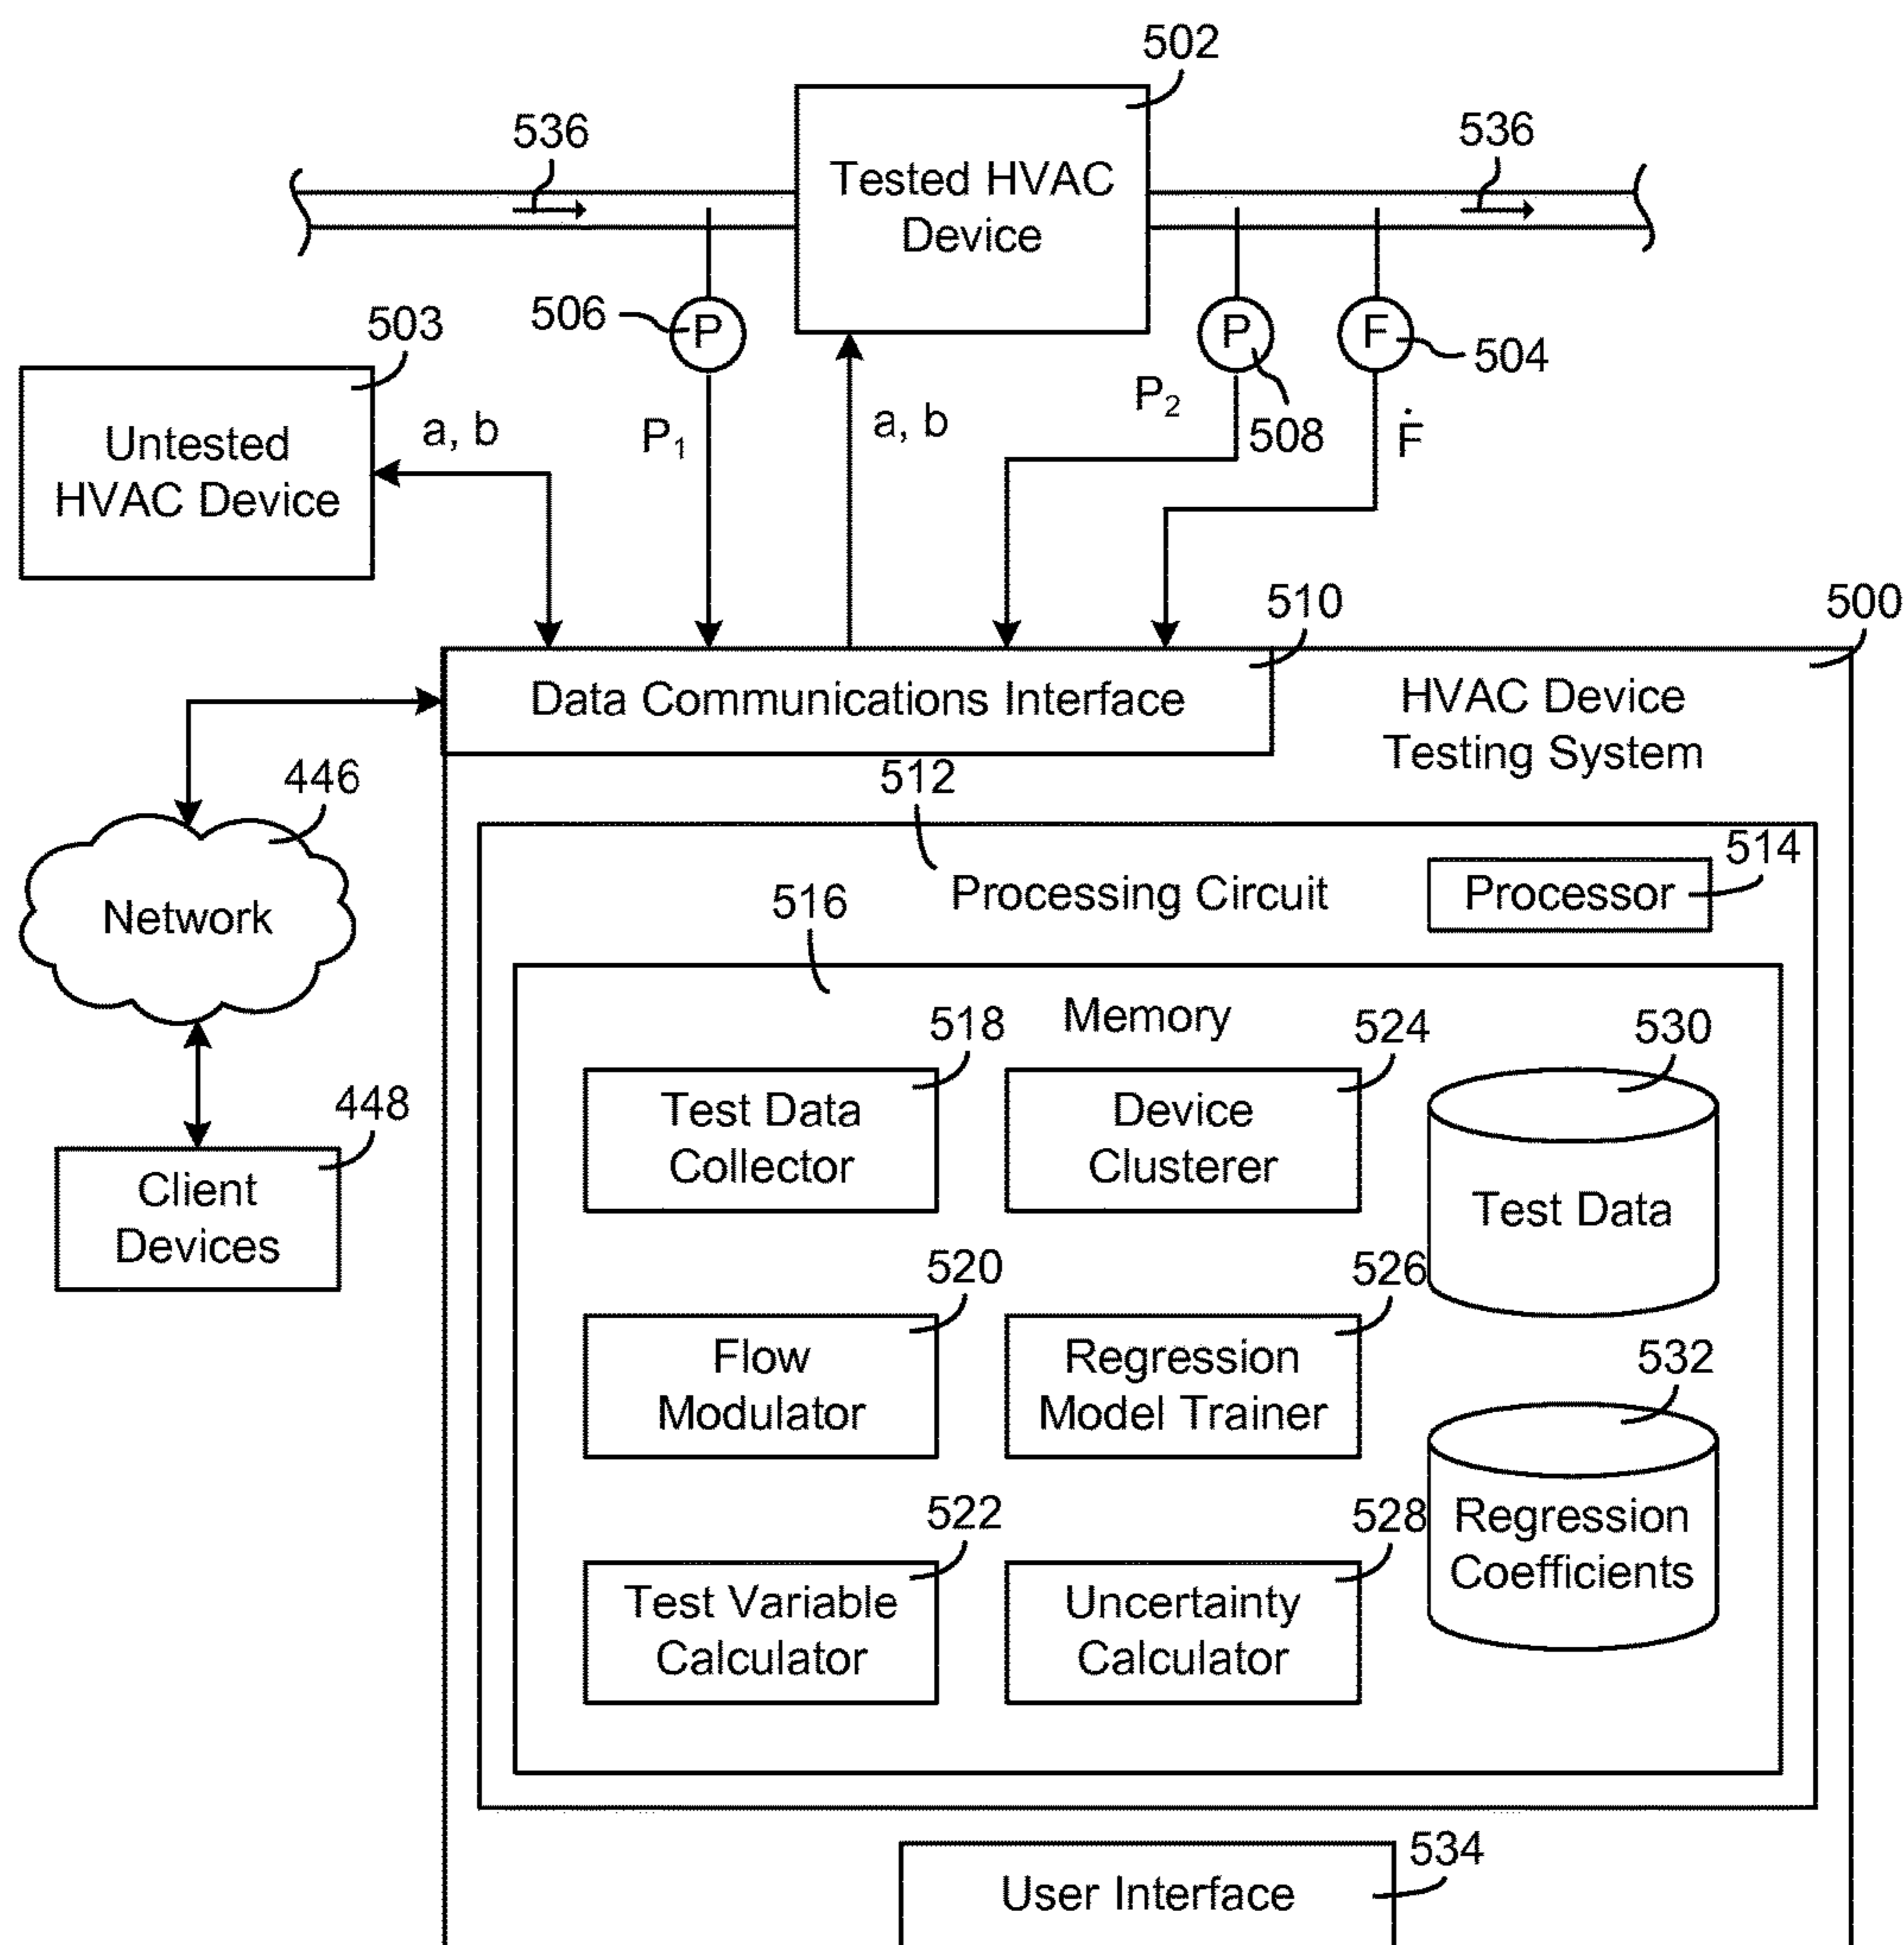 502
536
536
Tested HVAC
Device
506
P
P
F
504
503
P₂
508
Ḟ
a, b
P₁
a, b
Untested
HVAC Device
510
500
Data Communications Interface
HVAC Device
Testing System
446
512
514
Network
516
Processing Circuit
Processor
Memory
518
524
530
Test Data
Collector
Device
Clusterer
Test Data
448
Client
Devices
520
526
Flow
Modulator
Regression
Model Trainer
532
522
528
Regression
Coefficients
Test Variable
Calculator
Uncertainty
Calculator
534
User Interface